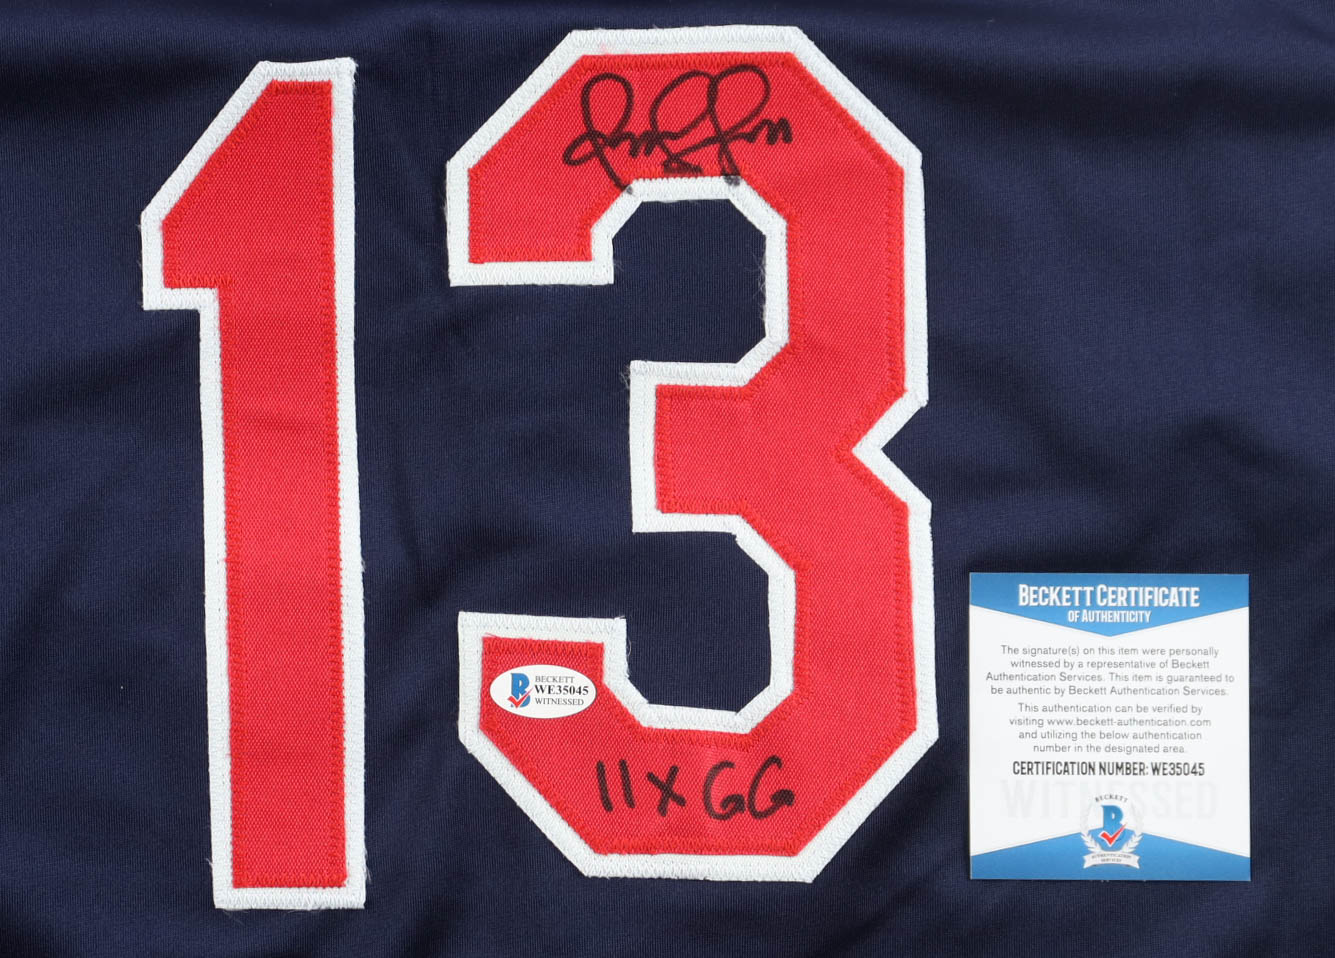 13
BECKETT
WE35045
WITNESSED
11 x GG
BECKETT CERTIFICATE
OF AUTHENTICITY
The signature(s) on this item were personally
witnessed by a representative of Beckett
Authentication Services. This item is guaranteed to
be authentic by Beckett Authentication Services.
This authentication can be verified by
visiting www.beckett-authentication.com
and utilizing the below authentication
number in the designated area.
CERTIFICATION NUMBER: WE35045
WITNESSED
BECKETT
B
AUTHENTICATION
SERVICES